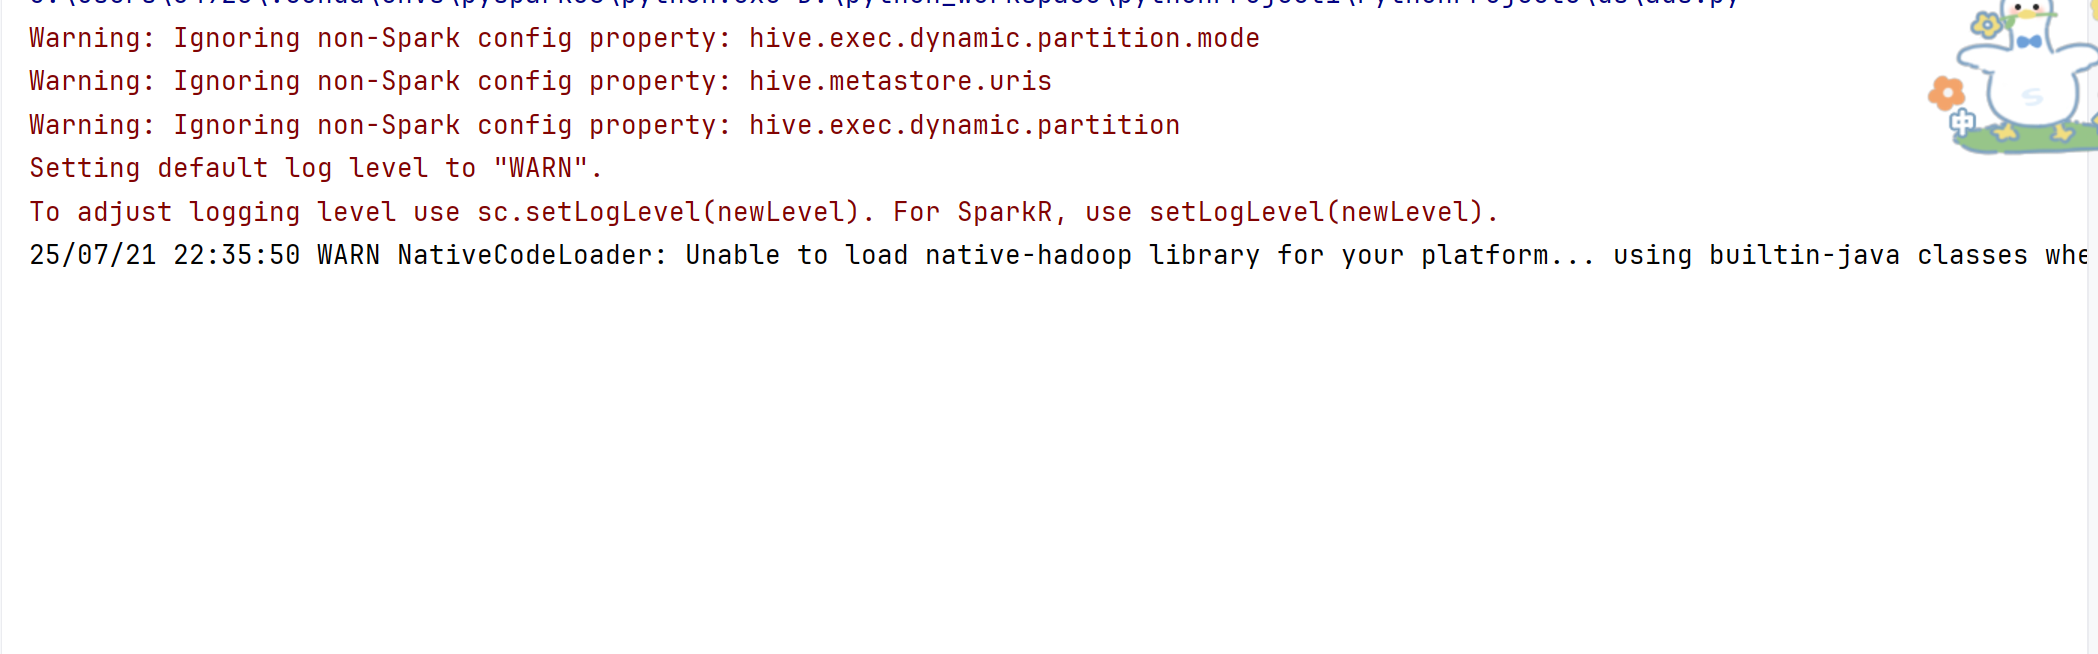 Warning: Ignoring non-Spark config property: hive.exec.dynamic.partition.mode
Warning: Ignoring non-Spark config property: hive.metastore.uris
Warning: Ignoring non-Spark config property: hive.exec.dynamic.partition
Setting default log level to "WARN".
To adjust logging level use sc.setLogLevel(newLevel). For SparkR, use setLogLevel(newLevel).
25/07/21 22:35:50 WARN NativeCodeLoader: Unable to load native-hadoop library for your platform... using builtin-java classes whe
中
S